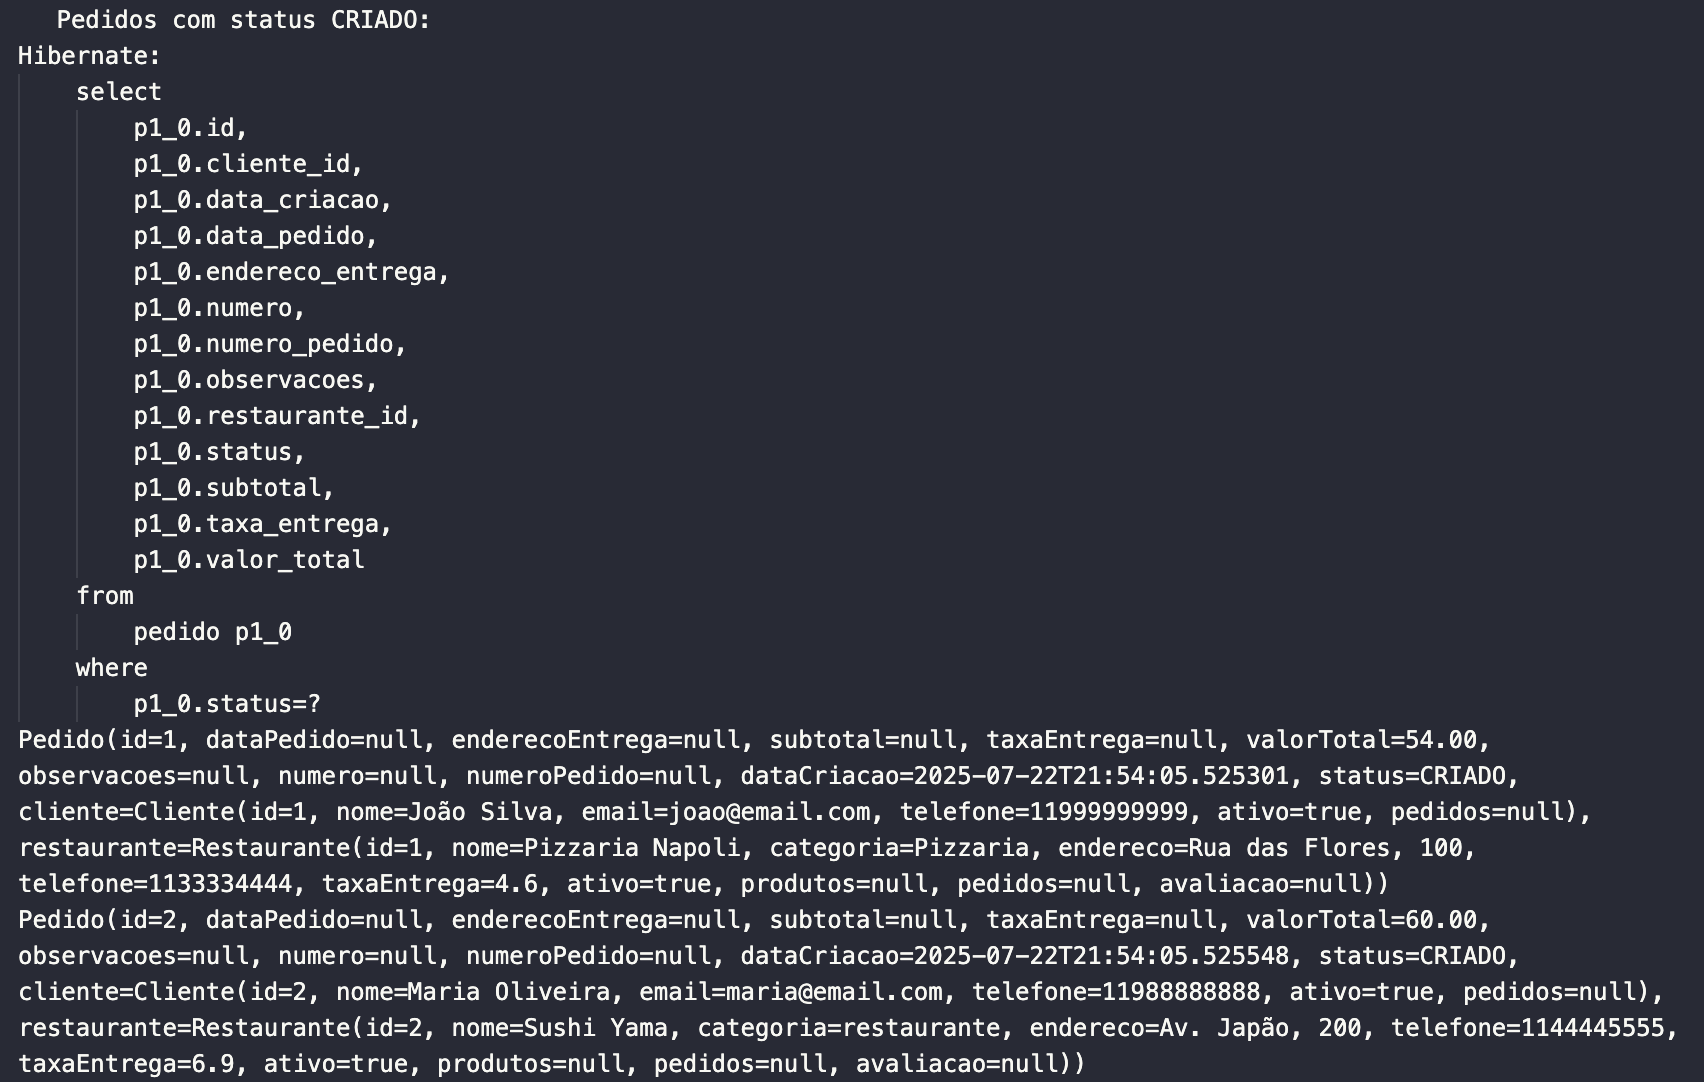 Pedidos com status CRIADO:
Hibernate:
select
p1_0.id,
p1_0.cliente_id,
p1_0.data_criacao,
p1_0.data_pedido,
p1_0.endereco_entrega,
p1_0.numero,
p1_0.numero_pedido,
p1_0.observacoes,
p1_0.restaurante_id,
p1_0.status,
p1_0.subtotal,
p1_0.taxa_entrega,
p1_0.valor_total
from
pedido p1_0
where
p1_0.status=?
Pedido(id=1, dataPedido=null, enderecoEntrega=null, subtotal=null, taxaEntrega=null, valorTotal=54.00,
observacoes=null, numero=null, numeroPedido=null, dataCriacao=2025-07-22T21:54:05.525301, status=CRIADO,
cliente=Cliente(id=1, nome=João Silva, email=joao@email.com, telefone=11999999999, ativo=true, pedidos=null),
restaurante=Restaurante(id=1, nome=Pizzaria Napoli, categoria=Pizzaria, endereco=Rua das Flores, 100,
telefone=1133334444, taxaEntrega=4.6, ativo=true, produtos=null, pedidos=null, avaliacao=null))
Pedido(id=2, dataPedido=null, enderecoEntrega=null, subtotal=null, taxaEntrega=null, valorTotal=60.00,
observacoes=null, numero=null, numeroPedido=null, dataCriacao=2025-07-22T21:54:05.525548, status=CRIADO,
cliente=Cliente(id=2, nome=Maria Oliveira, email=maria@email.com, telefone=11988888888, ativo=true, pedidos=null),
restaurante=Restaurante(id=2, nome=Sushi Yama, categoria=restaurante, endereco=Av. Japão, 200, telefone=1144445555,
taxaEntrega=6.9, ativo=true, produtos=null, pedidos=null, avaliacao=null))